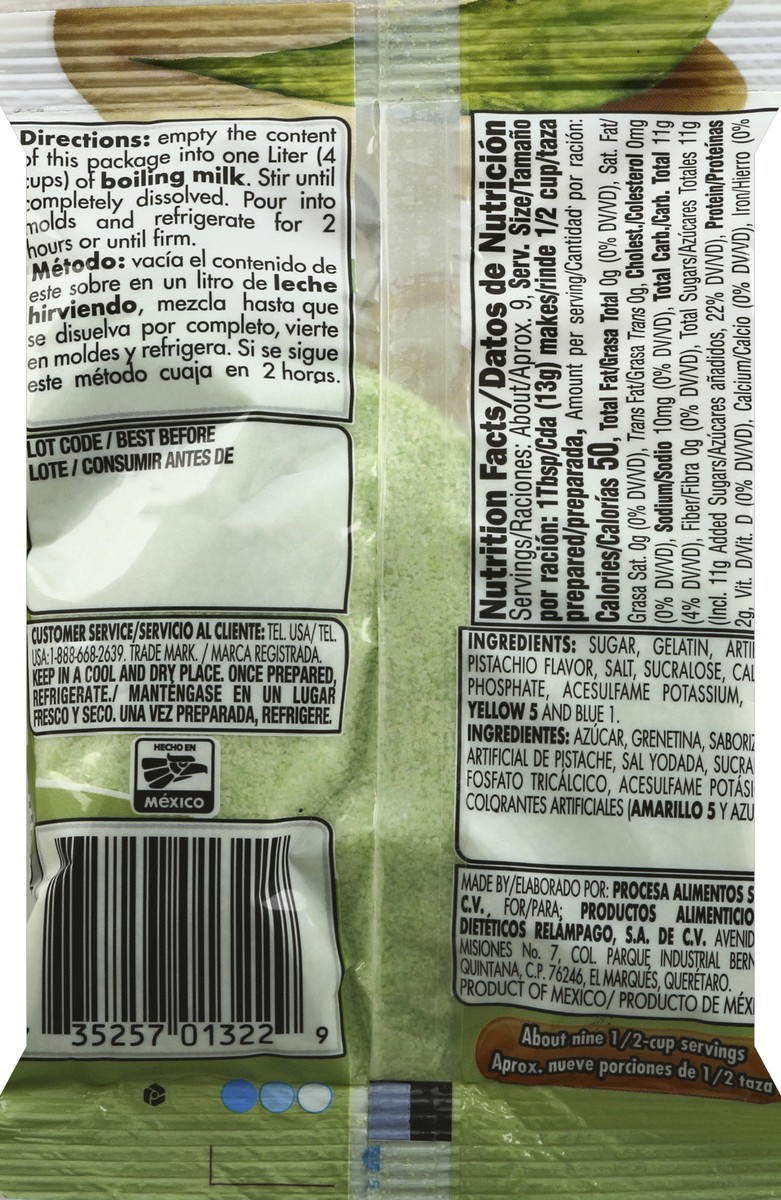 Directions: empty the content
of this package into one Liter (4
cups) of boiling milk. Stir until
completely dissolved. Pour into
molds and refrigerate for 2
hours or until firm.
Método: vacía el contenido de
este sobre en un litro de leche
hirviendo, mezcla hasta que
se disuelva por completo, vierte
en moldes y refrigera. Si se sigue
este método cuaja en 2 horas.
LOT CODE / BEST BEFORE
LOTE / CONSUMIR ANTES DE
CUSTOMER SERVICE/SERVICIO AL CLIENTE: TEL. USA/ TEL.
USA:1-888-668-2639. TRADE MARK. / MARCA REGISTRADA.
KEEP IN A COOL AND DRY PLACE. ONCE PREPARED,
REFRIGERATE./ MANTÉNGASE EN UN LUGAR
FRESCO Y SECO. UNA VEZ PREPARADA, REFRIGERE.
HECHO EN
MÉXICO
35257 01322 9
Nutrition Facts/Datos de Nutrición
Servings/Raciones: About/Aprox. 9, Serv. Size/Tamaño
por ración: 1Tbsp/Cda (13g) makes/rinde 1/2 cup/taza
prepared/preparada, Amount per serving/Cantidad por ración:
Calories/Calorías 50, Total Fat/Grasa Total 0g (0% DV/VD), Sat. Fat/
Grasa Sat. 0g (0% DV/VD), Trans Fat/Grasa Trans 0g, Cholest./Colesterol 0mg
(0% DV/VD), Sodium/Sodio 10mg (0% DV/VD), Total Carb./Carb. Total 11g
(4% DV/VD), Fiber/Fibra 0g (0% DV/VD), Total Sugars/Azúcares Totales 11g
(Incl. 11g Added Sugars/Azúcares añadidos, 22% DV/VD), Protein/Proteínas
2g, Vit. D/Vit. D (0% DV/VD), Calcium/Calcio (0% DV/VD), Iron/Hierro (0%
INGREDIENTS: SUGAR, GELATIN, ARTI
PISTACHIO FLAVOR, SALT, SUCRALOSE, CAL
PHOSPHATE, ACESULFAME POTASSIUM,
YELLOW 5 AND BLUE 1.
INGREDIENTES: AZÚCAR, GRENETINA, SABORIZ
ARTIFICIAL DE PISTACHE, SAL YODADA, SUCRA
FOSFATO TRICÁLCICO, ACESULFAME POTÁSI
COLORANTES ARTIFICIALES (AMARILLO 5 Y AZU
MADE BY/ELABORADO POR: PROCESA ALIMENTOS S
C.V., FOR/PARA; PRODUCTOS ALIMENTICIO
DIETÉTICOS RELÁMPAGO, S.A. DE C.V. AVENID
MISIONES No. 7, COL. PARQUE INDUSTRIAL BERN
QUINTANA, C.P. 76246, EL MARQUÉS, QUERÉTARO.
PRODUCT OF MEXICO/ PRODUCTO DE MÉXI
About nine 1/2-cup servings
Aprox. nueve porciones de 1/2 taza